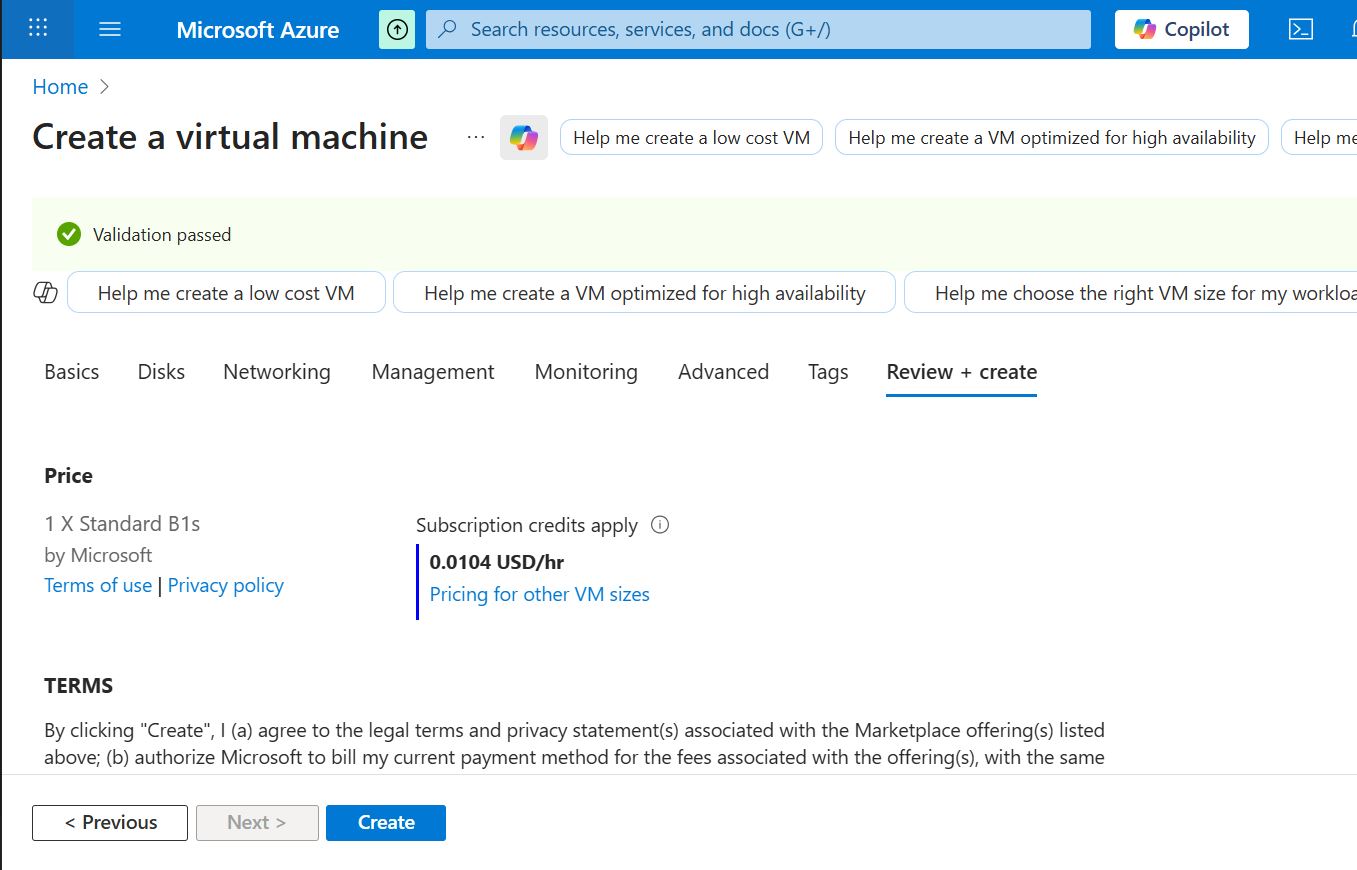 Microsoft Azure
Search resources, services, and docs (G+/)
Copilot
Home
Create a virtual machine
...
Help me create a low cost VM
Help me create a VM optimized for high availability
Help me
Validation passed
Help me create a low cost VM
Help me create a VM optimized for high availability
Help me choose the right VM size for my
Basics
Disks
Networking
Management
Monitoring
Advanced
Tags
Review + create
Price
1 X Standard B1s
by Microsoft
Terms of use | Privacy policy
Subscription credits apply
0.0104 USD/hr
Pricing for other VM sizes
TERMS
By clicking "Create", I (a) agree to the legal terms and privacy statement(s) associated with the Marketplace offering(s) listed
above; (b) authorize Microsoft to bill my current payment method for the fees associated with the offering(s), with the same
< Previous
Next >
Create